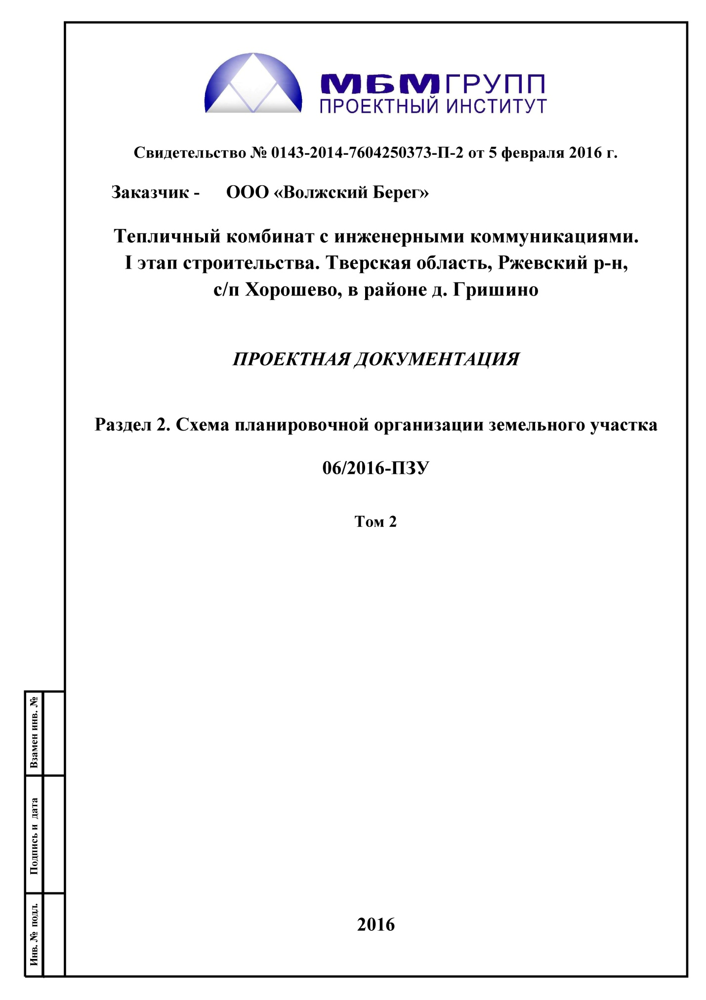 МБМГРУПП
ПРОЕКТНЫЙ ИНСТИТУТ
Свидетельство № 0143-2014-7604250373-П-2 от 5 февраля 2016 г.
Заказчик - ООО «Волжский Берег»
Тепличный комбинат с инженерными коммуникациями.
I этап строительства. Тверская область, Ржевский р-н,
с/п Хорошево, в районе д. Гришино
ПРОЕКТНАЯ ДОКУМЕНТАЦИЯ
Раздел 2. Схема планировочной организации земельного участка
06/2016-ПЗУ
Том 2
Взамен инв. №
Подпись и дата
Инв. № подл.
2016